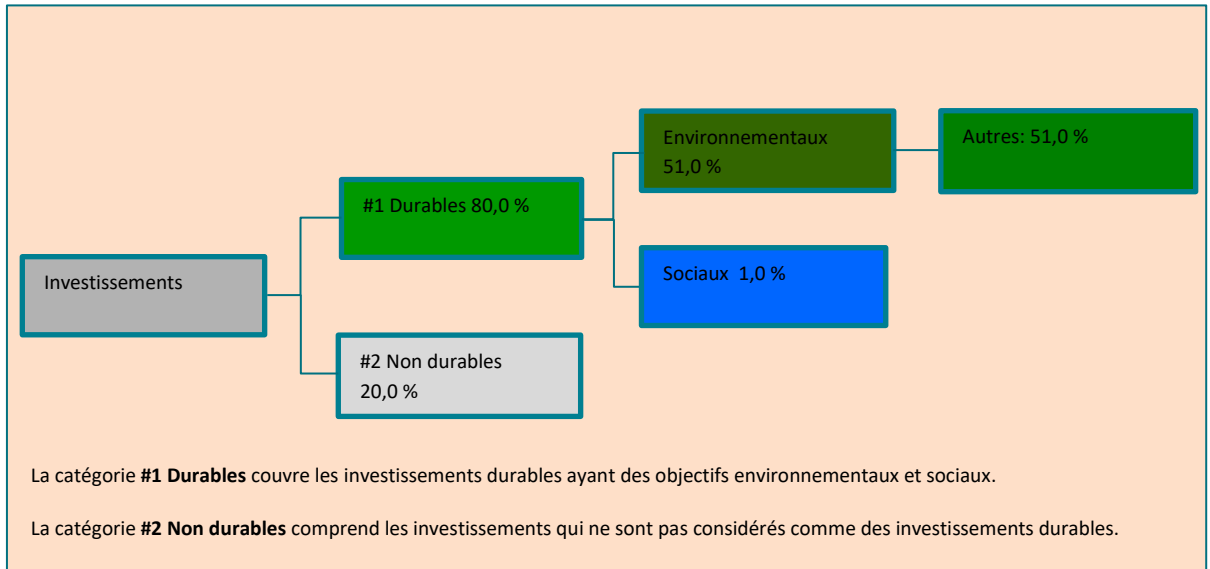 Investissements
#1 Durables 80,0 %
#2 Non durables
20,0 %
Environnementaux
51,0 %
Sociaux 1,0 %
Autres: 51,0 %
La catégorie #1 Durables couvre les investissements durables ayant des objectifs environnementaux et sociaux.
La catégorie #2 Non durables comprend les investissements qui ne sont pas considérés comme des investissements durables.